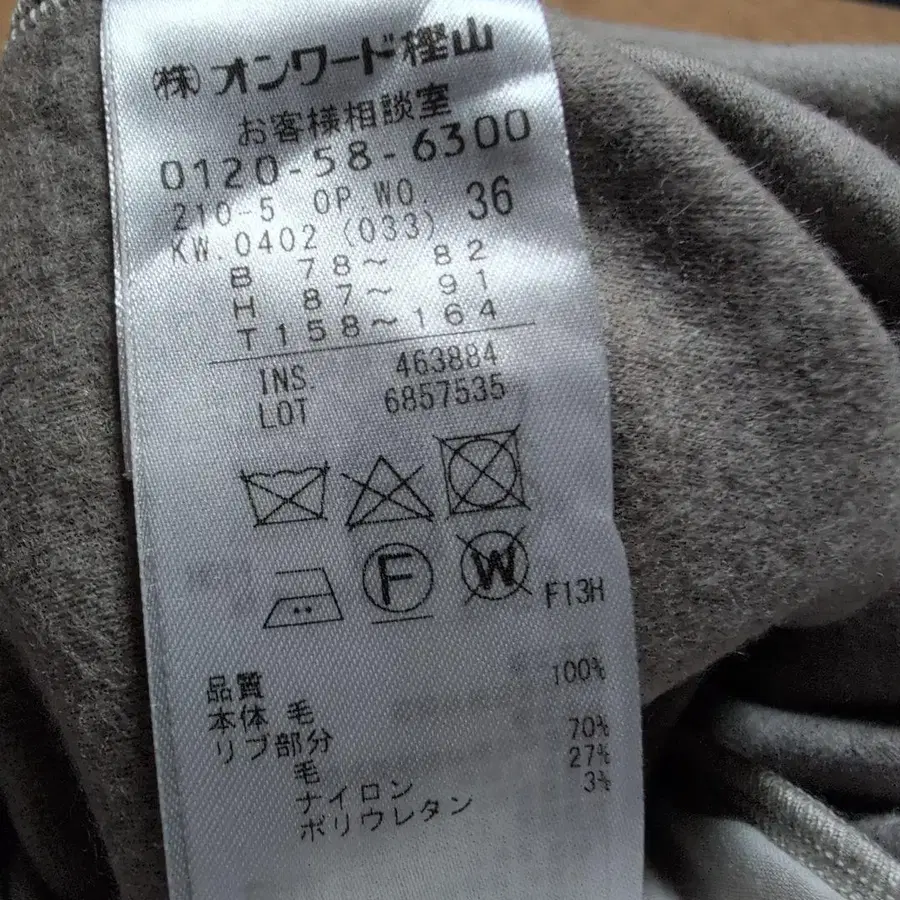 ㈱オンワード樫山
お客様相談室
0120-58-6300
210-5 OP WO. 36
KW.0402 (033)
B 78～ 82
H 87～ 91
T158～164
INS. 463884
LOT 6857535
F
W
F13H
品質
本体 毛 100%
リブ部分
毛 70%
ナイロン 27%
ポリウレタン 3%